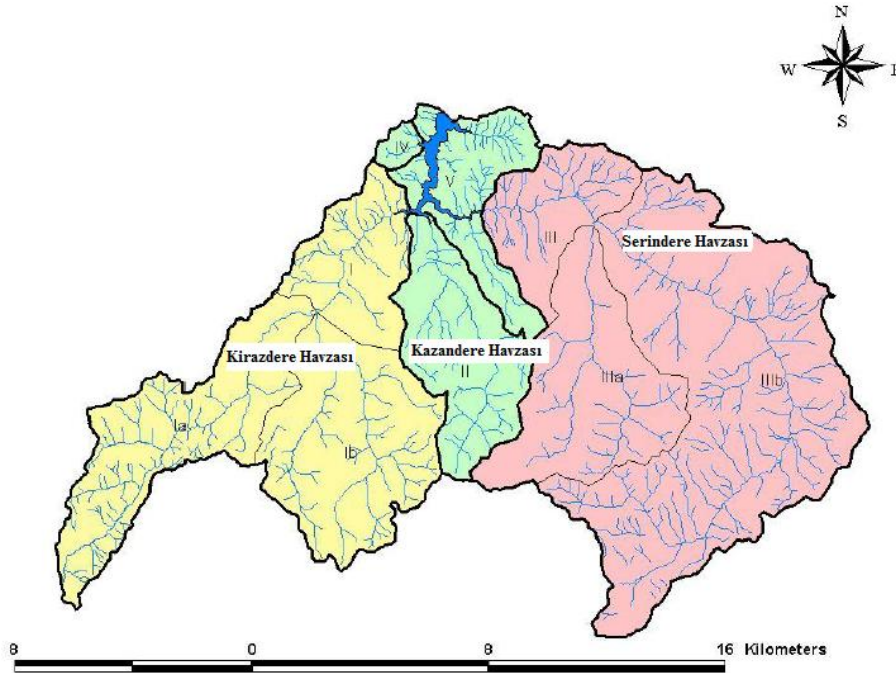 N
W
E
S
IV
V
III
Serindere Havzası
I
Kirazdere Havzası
Kazandere Havzası
II
IIIa
IIIb
Ia
Ib
8 0 8 16 Kilometers